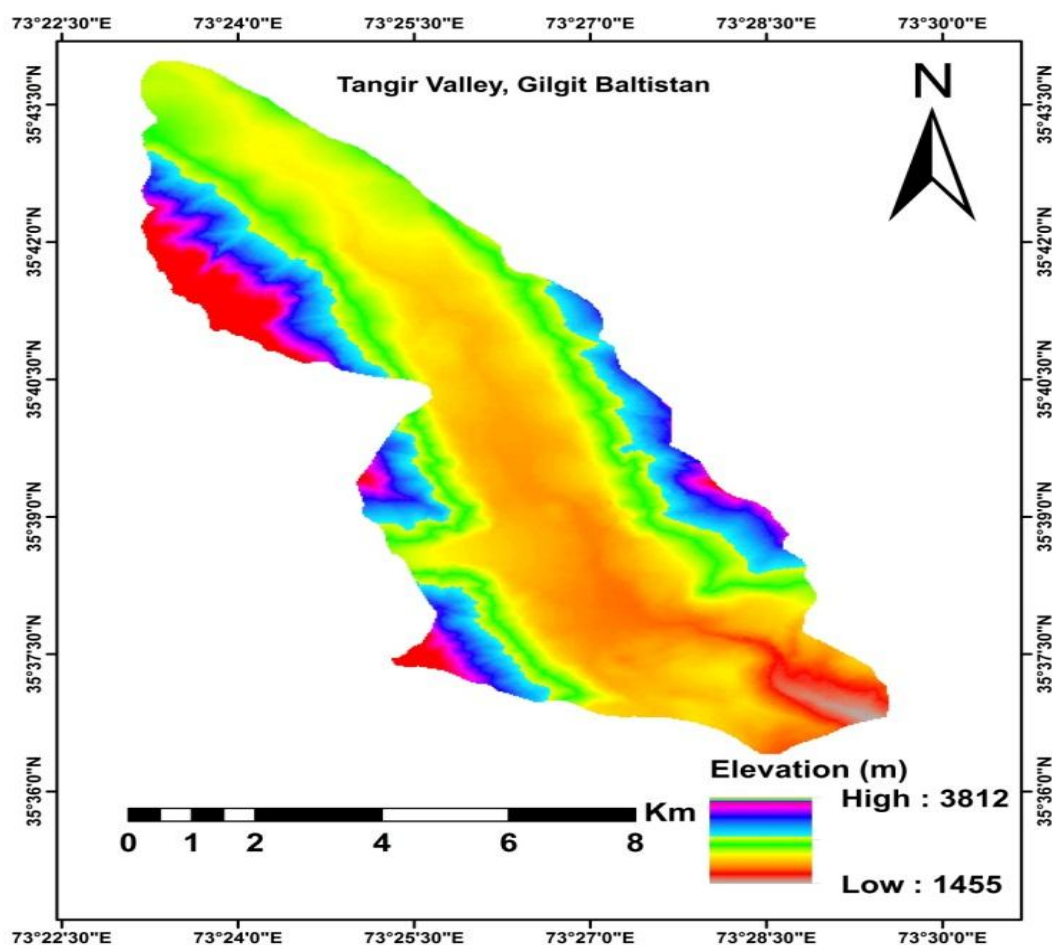 73°22'30"E 73°24'0"E 73°25'30"E 73°27'0"E 73°28'30"E 73°30'0"E
Tangir Valley, Gilgit Baltistan
N
35°43'30"N 35°43'30"N
35°42'0"N 35°42'0"N
35°40'30"N 35°40'30"N
35°39'0"N 35°39'0"N
35°37'30"N 35°37'30"N
35°36'0"N 35°36'0"N
Elevation (m)
High : 3812
Low : 1455
Km
0 1 2 4 6 8
73°22'30"E 73°24'0"E 73°25'30"E 73°27'0"E 73°28'30"E 73°30'0"E